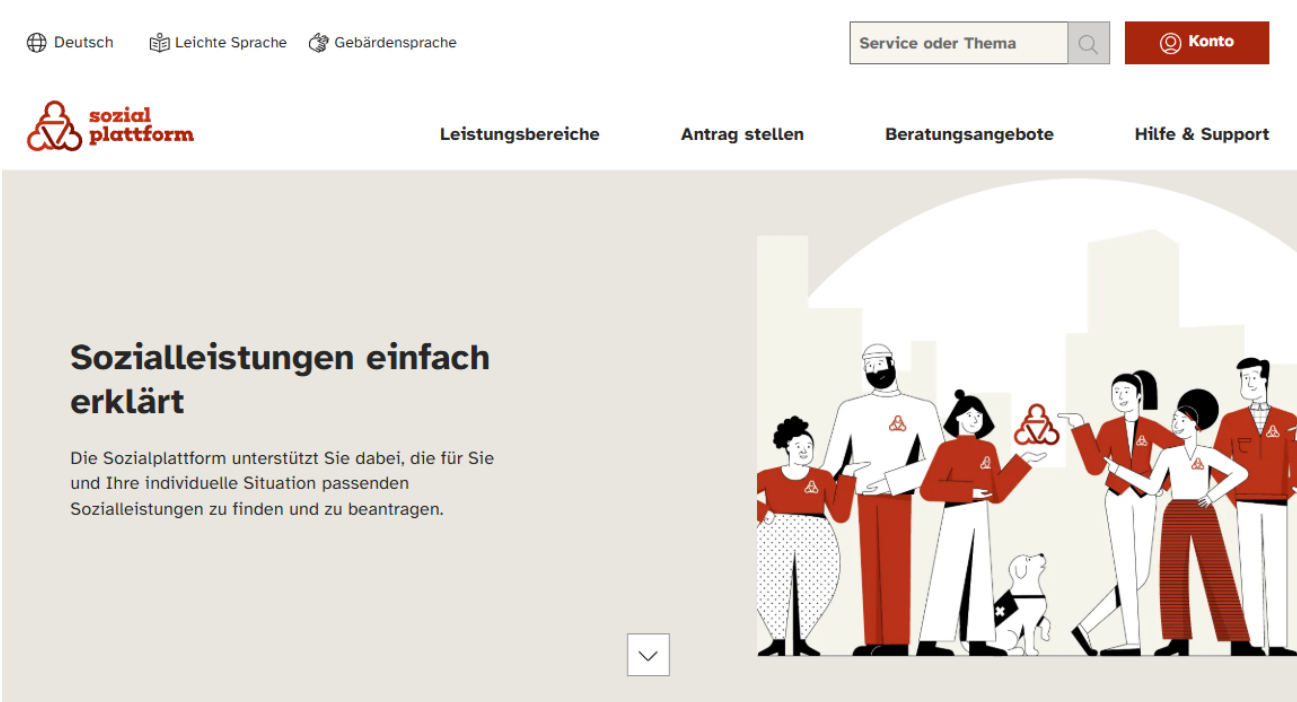 Deutsch
Leichte Sprache
Gebärdensprache
Service oder Thema
Konto
sozial
plattform
Leistungsbereiche
Antrag stellen
Beratungsangebote
Hilfe & Support
Sozialleistungen einfach
erklärt
Die Sozialplattform unterstützt Sie dabei, die für Sie
und Ihre individuelle Situation passenden
Sozialleistungen zu finden und zu beantragen.